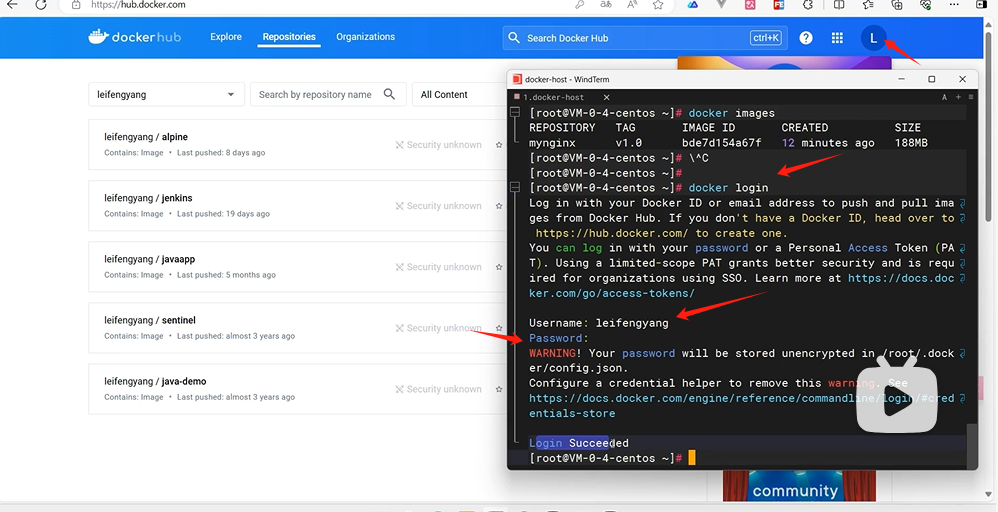 https://hub.docker.com
dockerhub
Explore
Repositories
Organizations
Search Docker Hub
ctrl+K
?
L
leifengyang
Search by repository name
All Content
leifengyang / alpine
Contains: Image • Last pushed: 8 days ago
Security unknown
leifengyang / jenkins
Contains: Image • Last pushed: 19 days ago
Security unknown
leifengyang / javaapp
Contains: Image • Last pushed: 5 months ago
Security unknown
leifengyang / sentinel
Contains: Image • Last pushed: almost 3 years ago
Security unknown
leifengyang / java-demo
Contains: Image • Last pushed: almost 3 years ago
Security unknown
docker-host - WindTerm
1.docker-host
[root@VM-0-4-centos ~]# docker images
REPOSITORY TAG IMAGE ID CREATED SIZE
mynginx v1.0 bde7d154a67f 12 minutes ago 188MB
[root@VM-0-4-centos ~]# \^C
[root@VM-0-4-centos ~]#
[root@VM-0-4-centos ~]# docker login
Log in with your Docker ID or email address to push and pull ima
ges from Docker Hub. If you don't have a Docker ID, head over to
https://hub.docker.com/ to create one.
You can log in with your password or a Personal Access Token (PA
T). Using a limited-scope PAT grants better security and is requ
ired for organizations using SSO. Learn more at https://docs.doc
ker.com/go/access-tokens/
Username: leifengyang
Password:
WARNING! Your password will be stored unencrypted in /root/.dock
er/config.json.
Configure a credential helper to remove this warning. See
https://docs.docker.com/engine/reference/commandline/login/#cred
entials-store
Login Succeeded
[root@VM-0-4-centos ~]#
community